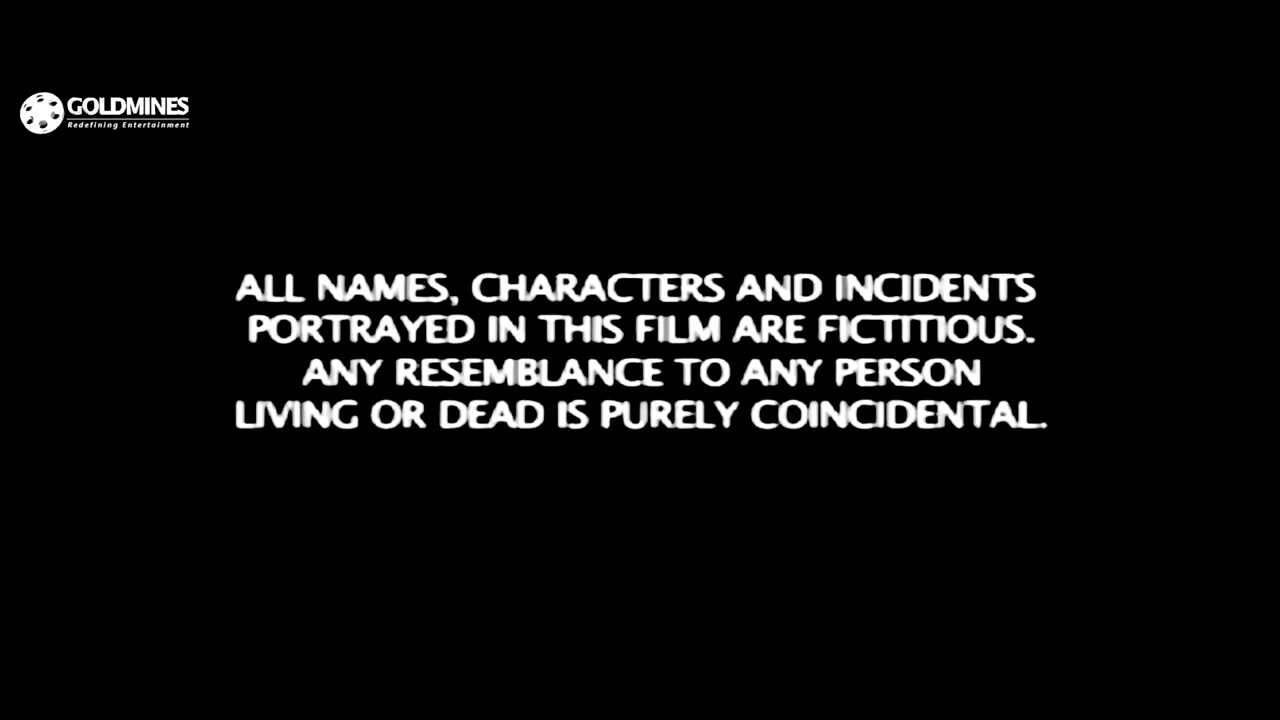 GOLDMINES
Redefining Entertainment
ALL NAMES, CHARACTERS AND INCIDENTS
PORTRAYED IN THIS FILM ARE FICTITIOUS.
ANY RESEMBLANCE TO ANY PERSON
LIVING OR DEAD IS PURELY COINCIDENTAL.